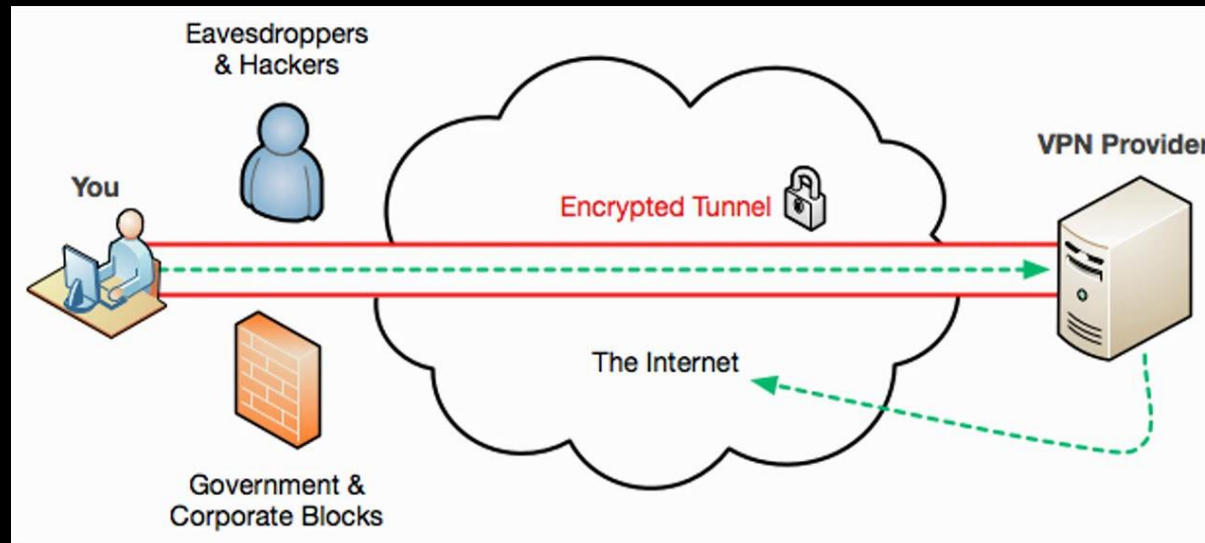 Eavesdroppers
& Hackers
You
VPN Provider
Encrypted Tunnel
The Internet
Government &
Corporate Blocks